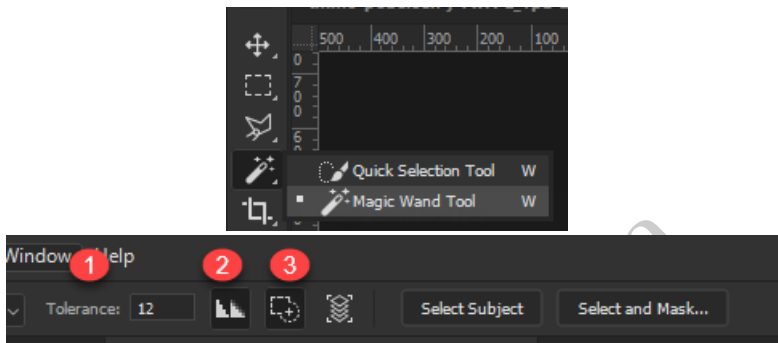 500 400 300 200 100
0
7
0
0
6
Quick Selection Tool W
Magic Wand Tool W
Window Help
1 2 3
Tolerance: 12 Select Subject Select and Mask...